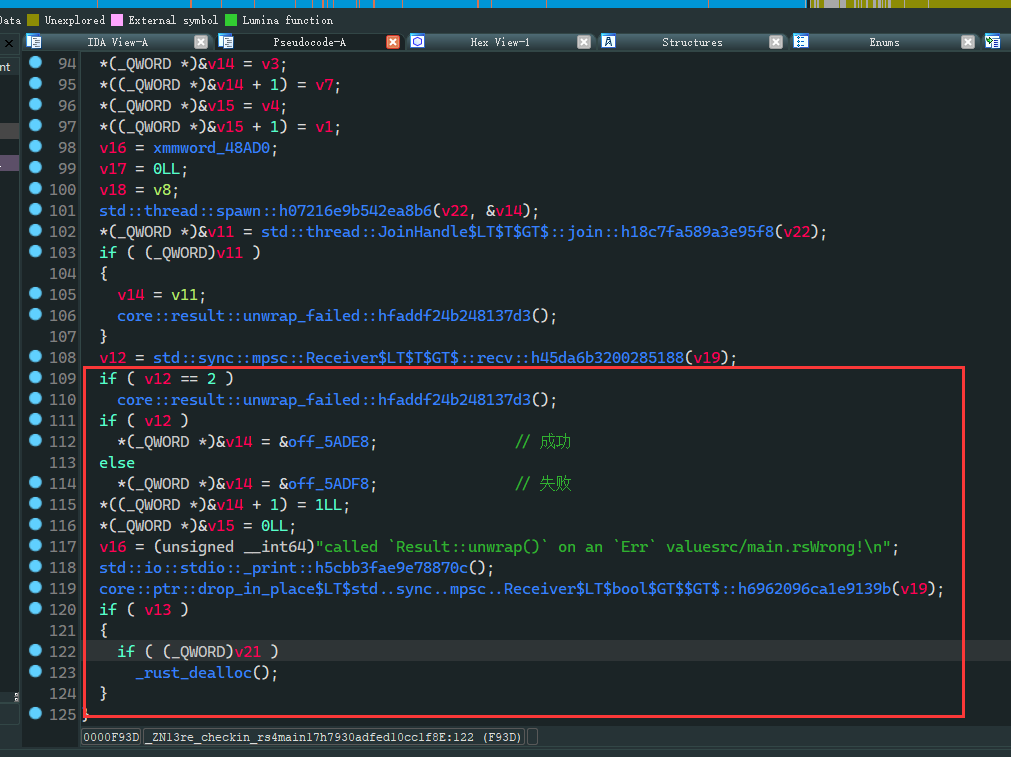 Data Unexplored External symbol Lumina function
IDA View-A Pseudocode-A Hex View-1 Structures Enums
nt
94 *(_QWORD *)&v14 = v3;
95 *((_QWORD *)&v14 + 1) = v7;
96 *(_QWORD *)&v15 = v4;
97 *((_QWORD *)&v15 + 1) = v1;
98 v16 = xmmword_48AD0;
99 v17 = 0LL;
100 v18 = v8;
101 std::thread::spawn::h07216e9b542ea8b6(v22, &v14);
102 *(_QWORD *)&v11 = std::thread::JoinHandle$LT$T$GT$::join::h18c7fa589a3e95f8(v22);
103 if ( (_QWORD)v11 )
104 {
105 v14 = v11;
106 core::result::unwrap_failed::hfaddf24b248137d3();
107 }
108 v12 = std::sync::mpsc::Receiver$LT$T$GT$::recv::h45da6b3200285188(v19);
109 if ( v12 == 2 )
110 core::result::unwrap_failed::hfaddf24b248137d3();
111 if ( v12 )
112 *(_QWORD *)&v14 = &off_5ADE8; // 成功
113 else
114 *(_QWORD *)&v14 = &off_5ADF8; // 失败
115 *((_QWORD *)&v14 + 1) = 1LL;
116 *(_QWORD *)&v15 = 0LL;
117 v16 = (unsigned __int64)"called `Result::unwrap()` on an `Err` valuesrc/main.rsWrong!\n";
118 std::io::stdio::_print::h5cbb3fae9e78870c();
119 core::ptr::drop_in_place$LT$std..sync..mpsc..Receiver$LT$bool$GT$$GT$::h6962096ca1e9139b(v19);
120 if ( v13 )
121 {
122 if ( (_QWORD)v21 )
123 _rust_dealloc();
124 }
125 }
0000F93D _ZN13re_checkin_rs4main17h7930adfed10cc1f8E:122 (F93D)